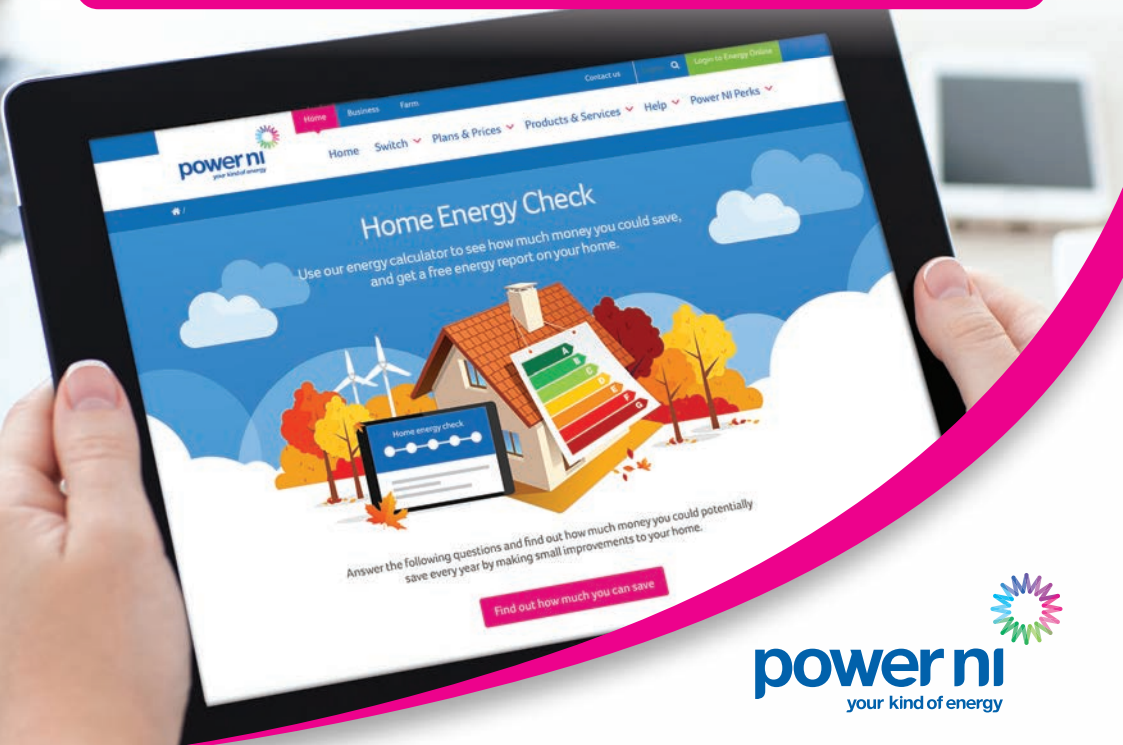 Home
Business
Farm
Contact us
Login to Energy Online
power ni
your kind of energy
Home
Switch
Plans & Prices
Products & Services
Help
Power NI Perks
Home Energy Check
Use our energy calculator to see how much money you could save,
and get a free energy report on your home.
A
B
C
D
E
F
G
Home energy check
Answer the following questions and find out how much money you could potentially
save every year by making small improvements to your home.
Find out how much you can save
power ni
your kind of energy